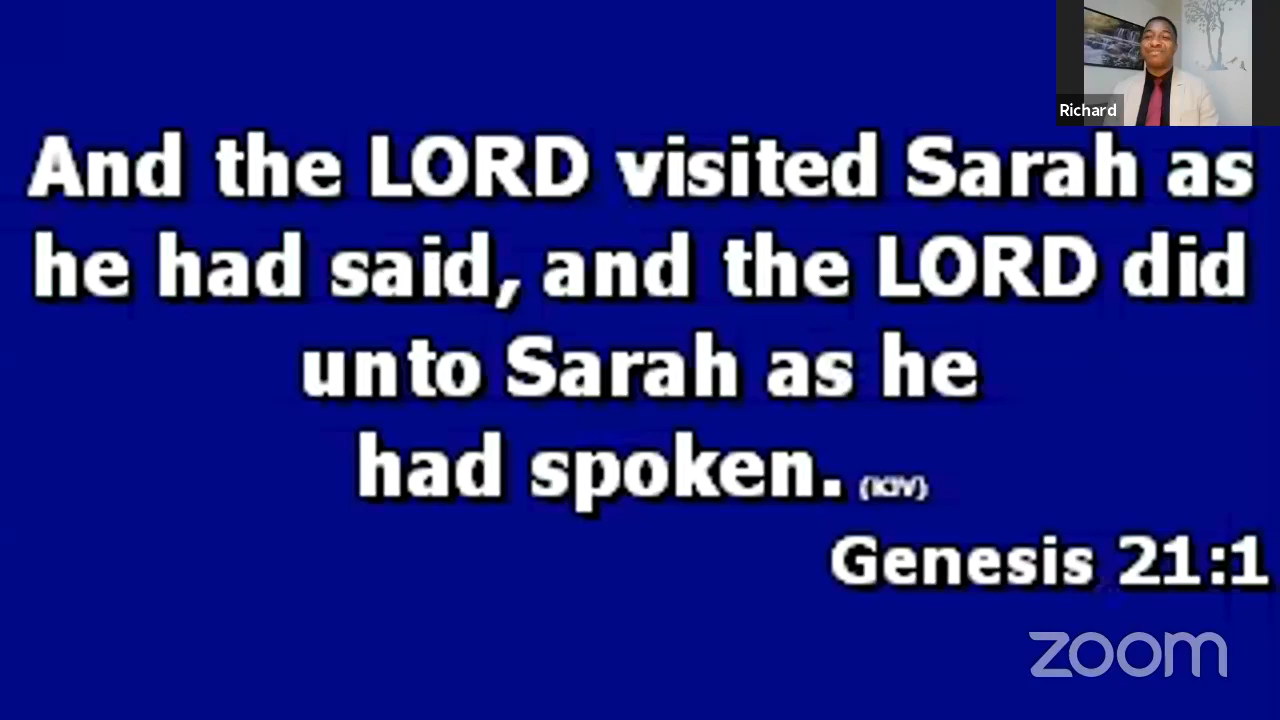 Richard
And the LORD visited Sarah as
he had said, and the LORD did
unto Sarah as he
had spoken. (KJV)
Genesis 21:1
zoom